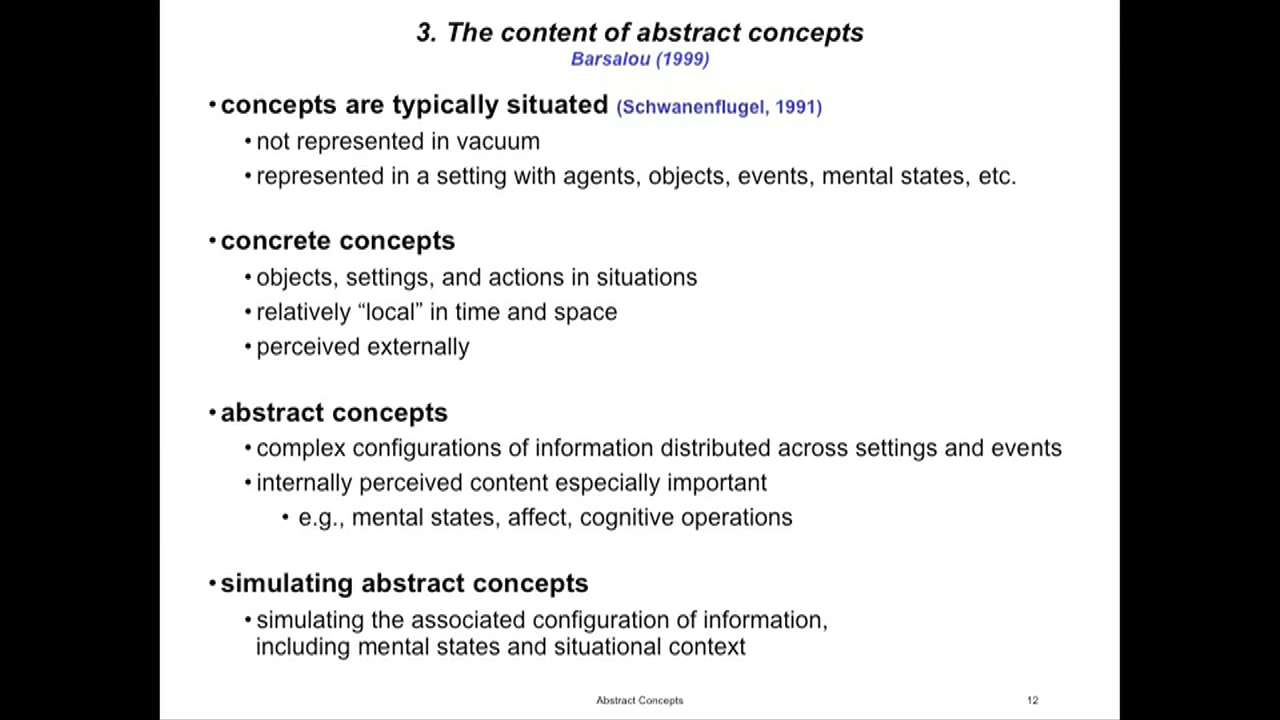 3. The content of abstract concepts
Barsalou (1999)
• concepts are typically situated (Schwanenflugel, 1991)
• not represented in vacuum
• represented in a setting with agents, objects, events, mental states, etc.
• concrete concepts
• objects, settings, and actions in situations
• relatively “local” in time and space
• perceived externally
• abstract concepts
• complex configurations of information distributed across settings and events
• internally perceived content especially important
• e.g., mental states, affect, cognitive operations
• simulating abstract concepts
• simulating the associated configuration of information,
including mental states and situational context
Abstract Concepts
12